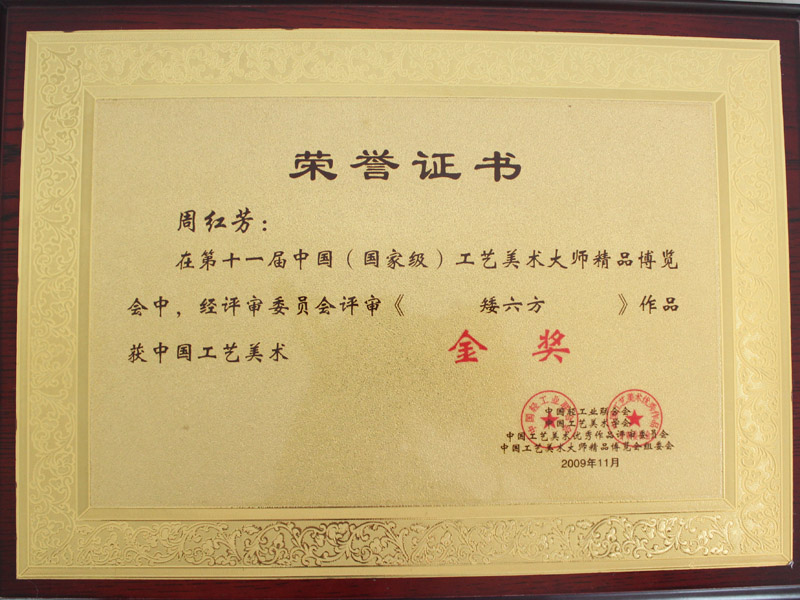 荣誉证书
周红芳：
在第十一届中国（国家级）工艺美术大师精品博览
会中，经评审委员会评审《 矮六方 》作品
获中国工艺美术 金 奖
中国轻工业联合会
中国工艺美术学会
中国工艺美术优秀作品评审委员会
中国工艺美术大师精品博览会组委会
2009年11月